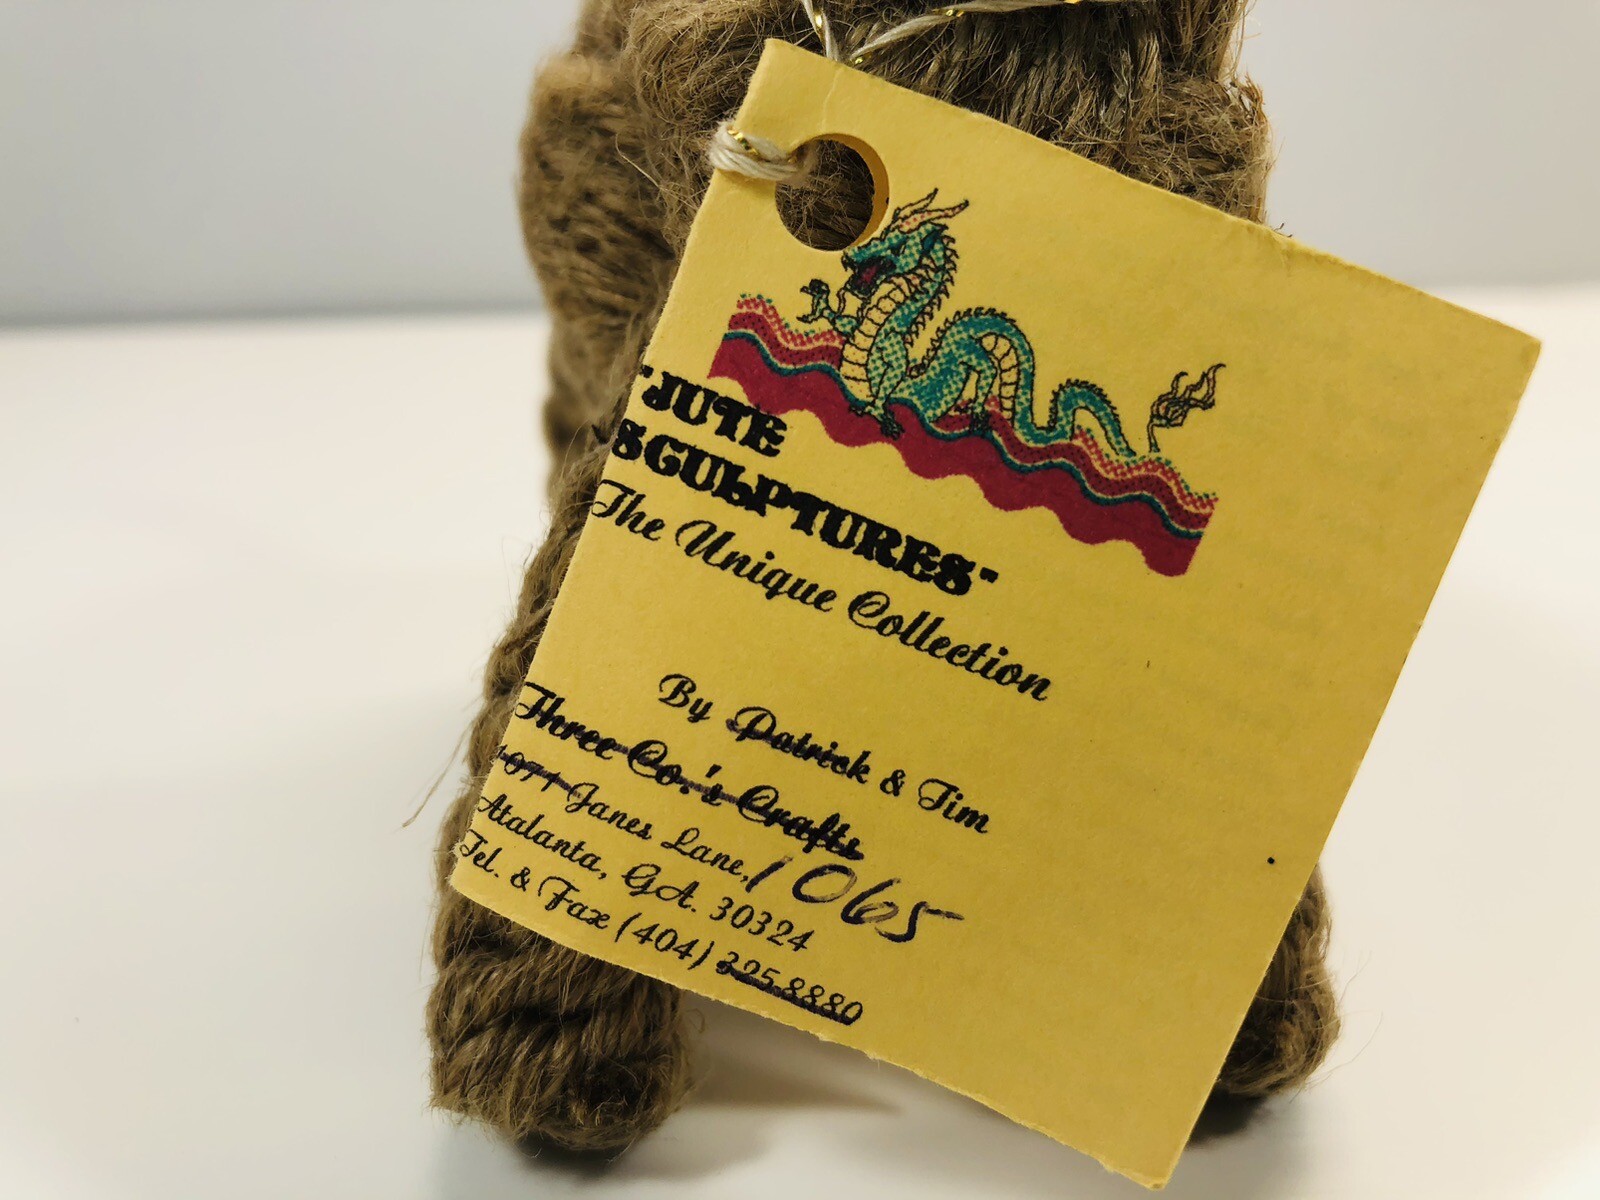 "JUTE
SCULPTURES"
The Unique Collection
By Patrick & Tim
Three Co.'s Crafts
1071 Janes Lane, 1065
Atalanta, GA. 30324
Tel. & Fax (404) 325.8880